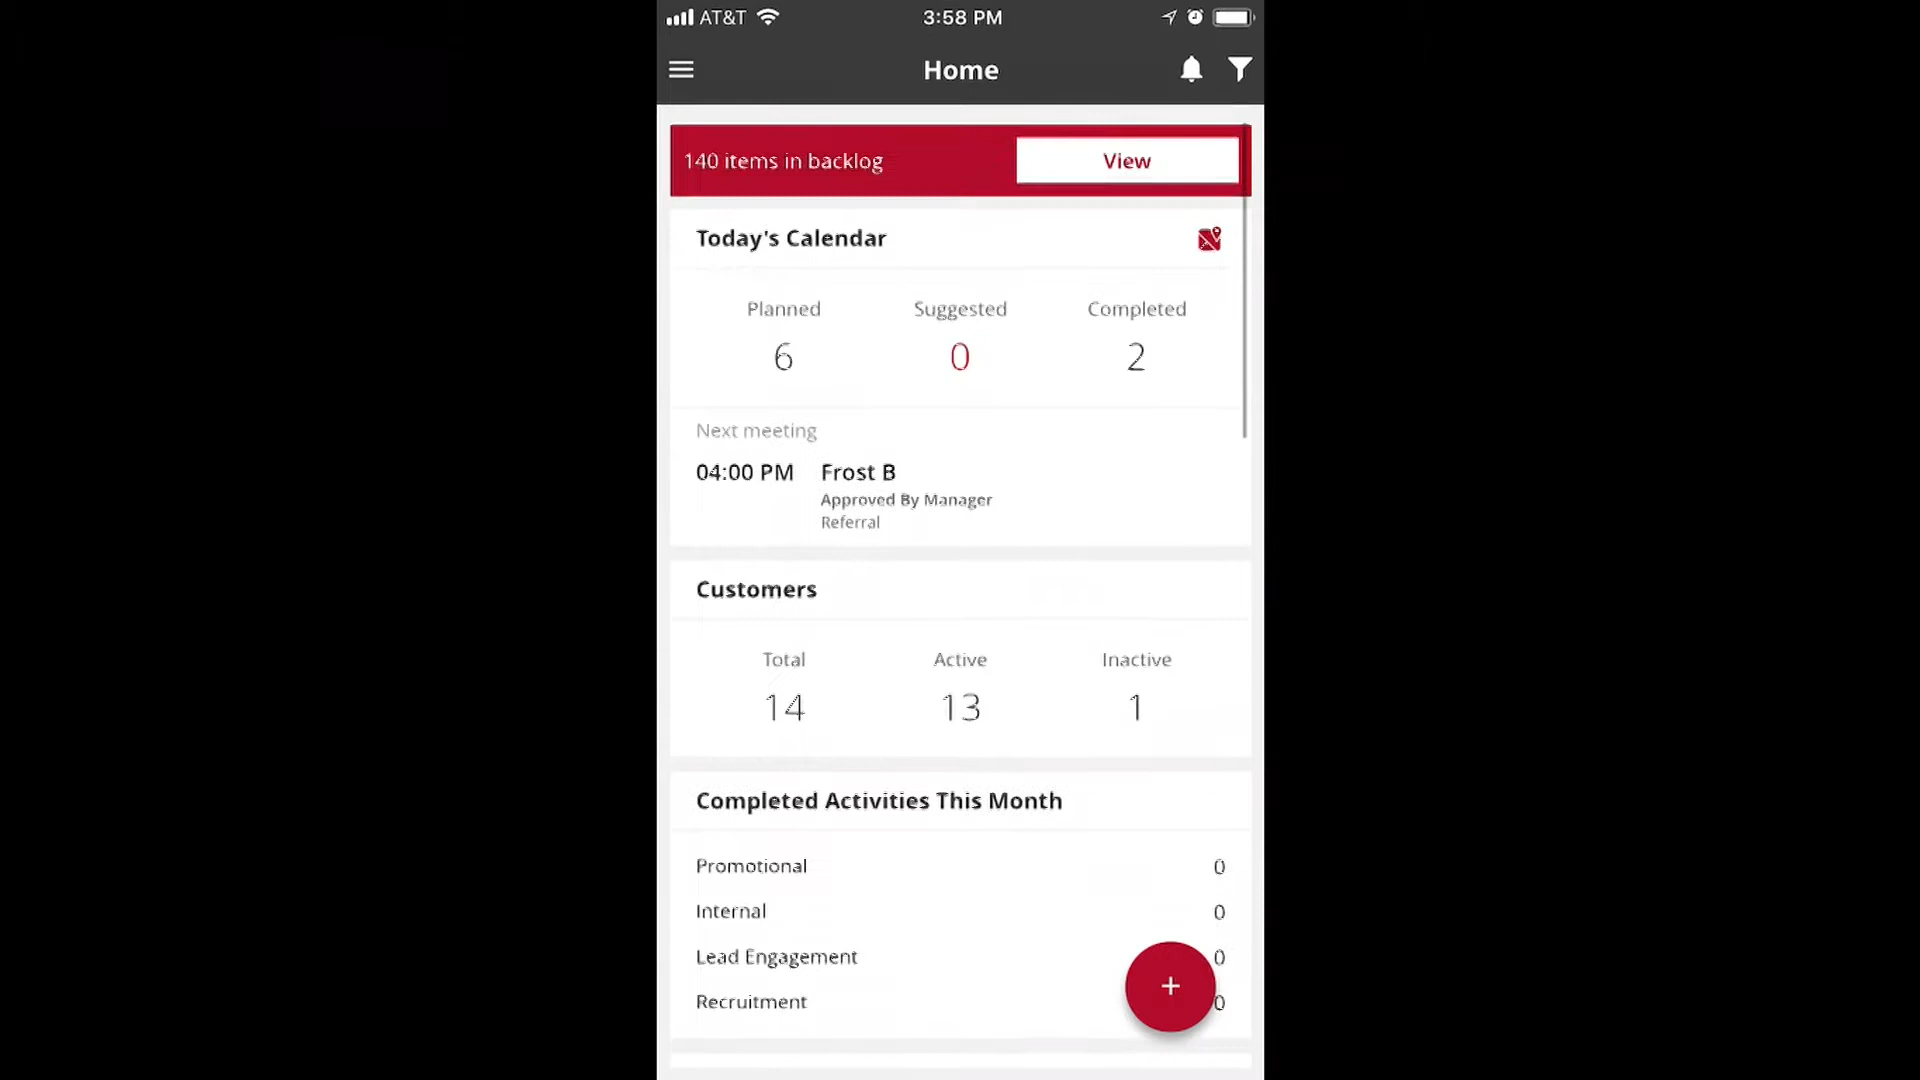 AT&T 3:58 PM
Home
140 items in backlog View
Today's Calendar
Planned Suggested Completed
6 0 2
Next meeting
04:00 PM Frost B
Approved By Manager
Referral
Customers
Total Active Inactive
14 13 1
Completed Activities This Month
Promotional 0
Internal 0
Lead Engagement 0
Recruitment 0
+